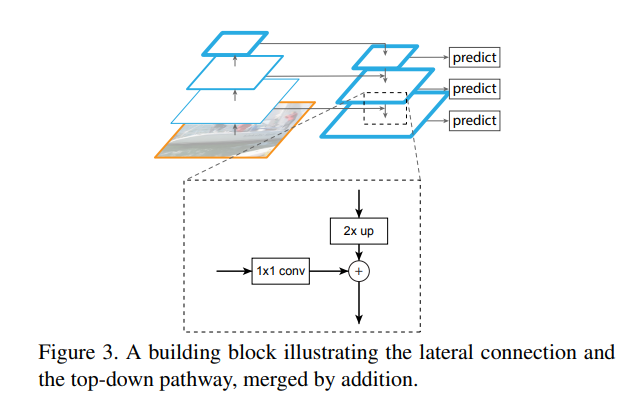 predict
predict
predict
2x up
1x1 conv
+
Figure 3. A building block illustrating the lateral connection and
the top-down pathway, merged by addition.